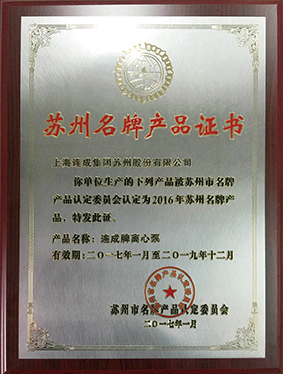 苏州名牌产品证书
上海连成集团苏州股份有限公司
你单位生产的下列产品被苏州市名牌
产品认定委员会认定为2016年苏州名牌产
品，特发此证。
产品名称：连成牌离心泵
有效期：二〇一七年一月至二〇一九年十二月
苏州市名牌产品认定委员会
二〇一七年一月